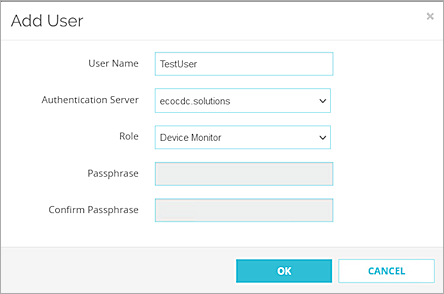 Add User
×
User Name TestUser
Authentication Server ecocdc.solutions
Role Device Monitor
Passphrase
Confirm Passphrase
OK CANCEL